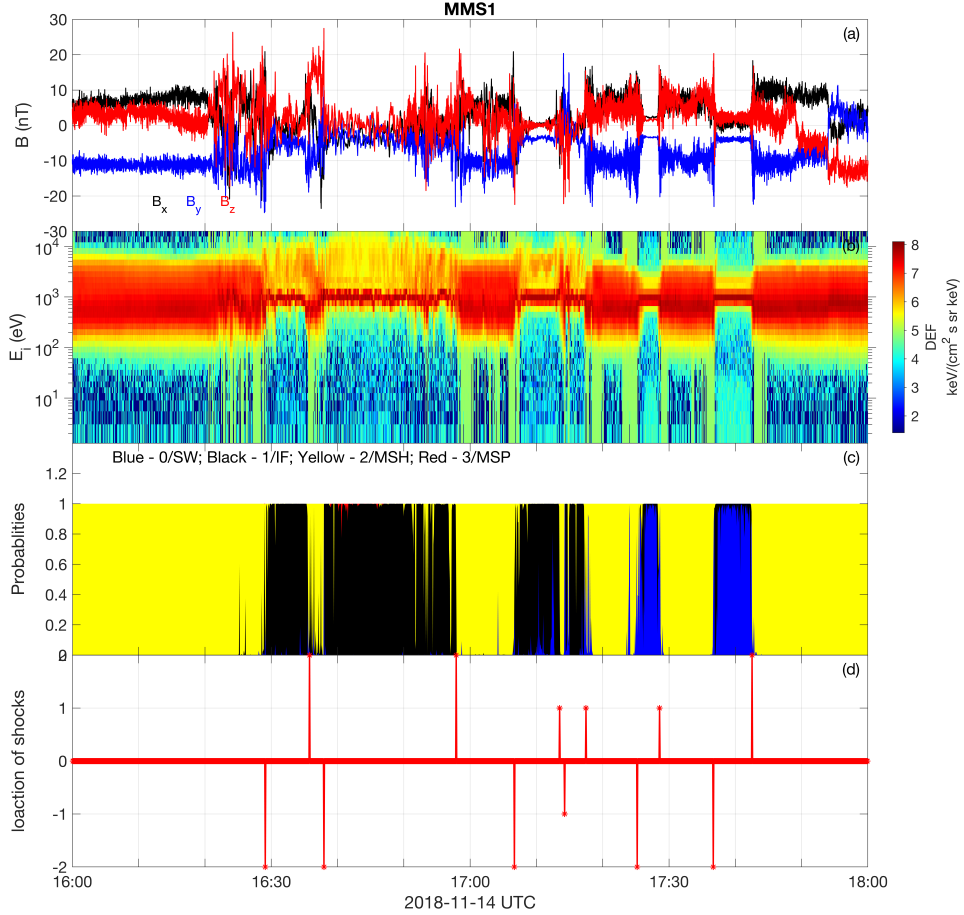 MMS1
30
20
10
0
-10
-20
-30
B (nT)
(a)
Bx By Bz
10^4
10^3
10^2
10^1
Ei (eV)
(b)
8
7
6
5
4
3
2
DEF
keV/(cm^2 s sr keV)
Blue - 0/SW; Black - 1/IF; Yellow - 2/MSH; Red - 3/MSP
(c)
1.2
1
0.8
0.6
0.4
0.2
0
Probablities
2
1
0
-1
-2
loaction of shocks
(d)
16:00 16:30 17:00 17:30 18:00
2018-11-14 UTC